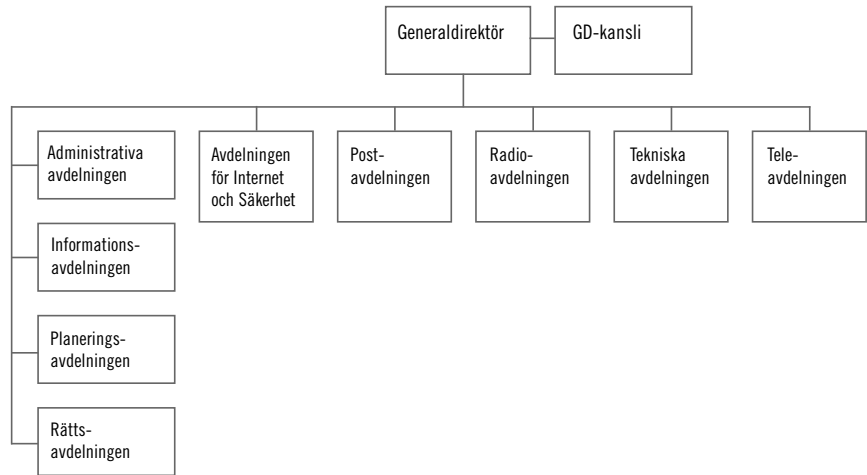 Generaldirektör
GD-kansli
Administrativa
avdelningen
Avdelningen
för Internet
och Säkerhet
Post-
avdelningen
Radio-
avdelningen
Tekniska
avdelningen
Tele-
avdelningen
Informations-
avdelningen
Planerings-
avdelningen
Rätts-
avdelningen